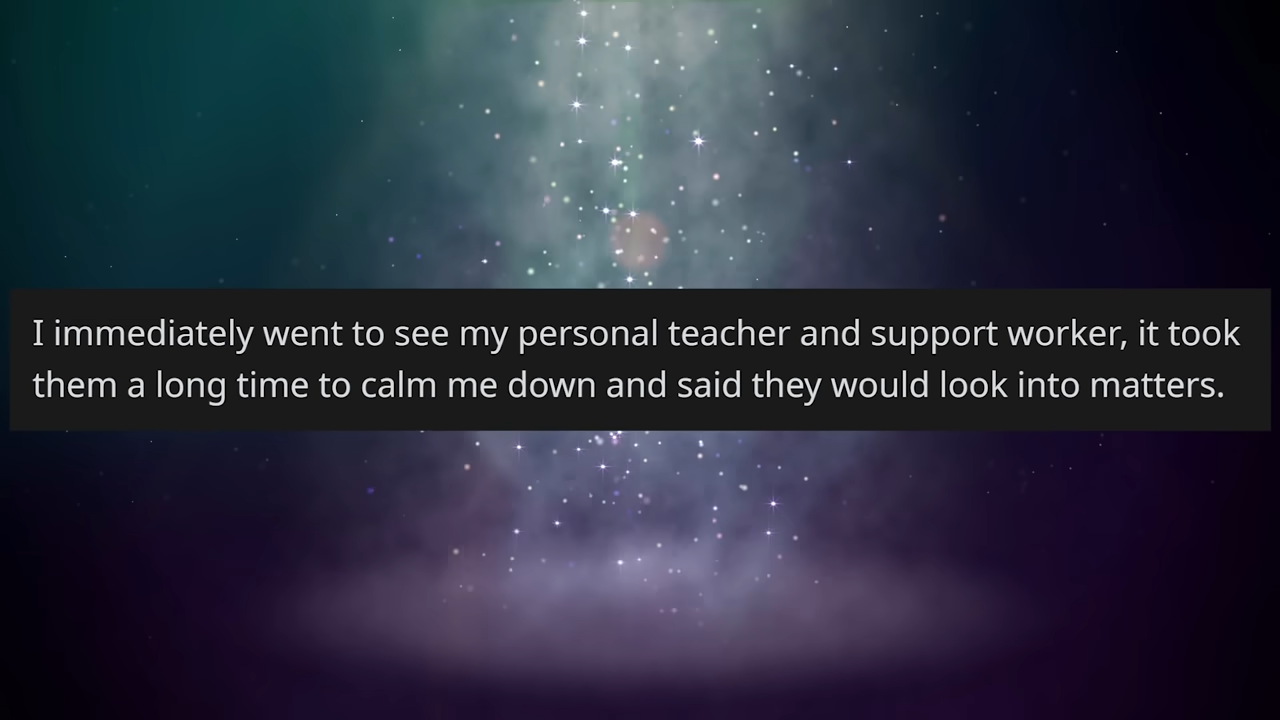 I immediately went to see my personal teacher and support worker, it took
them a long time to calm me down and said they would look into matters.